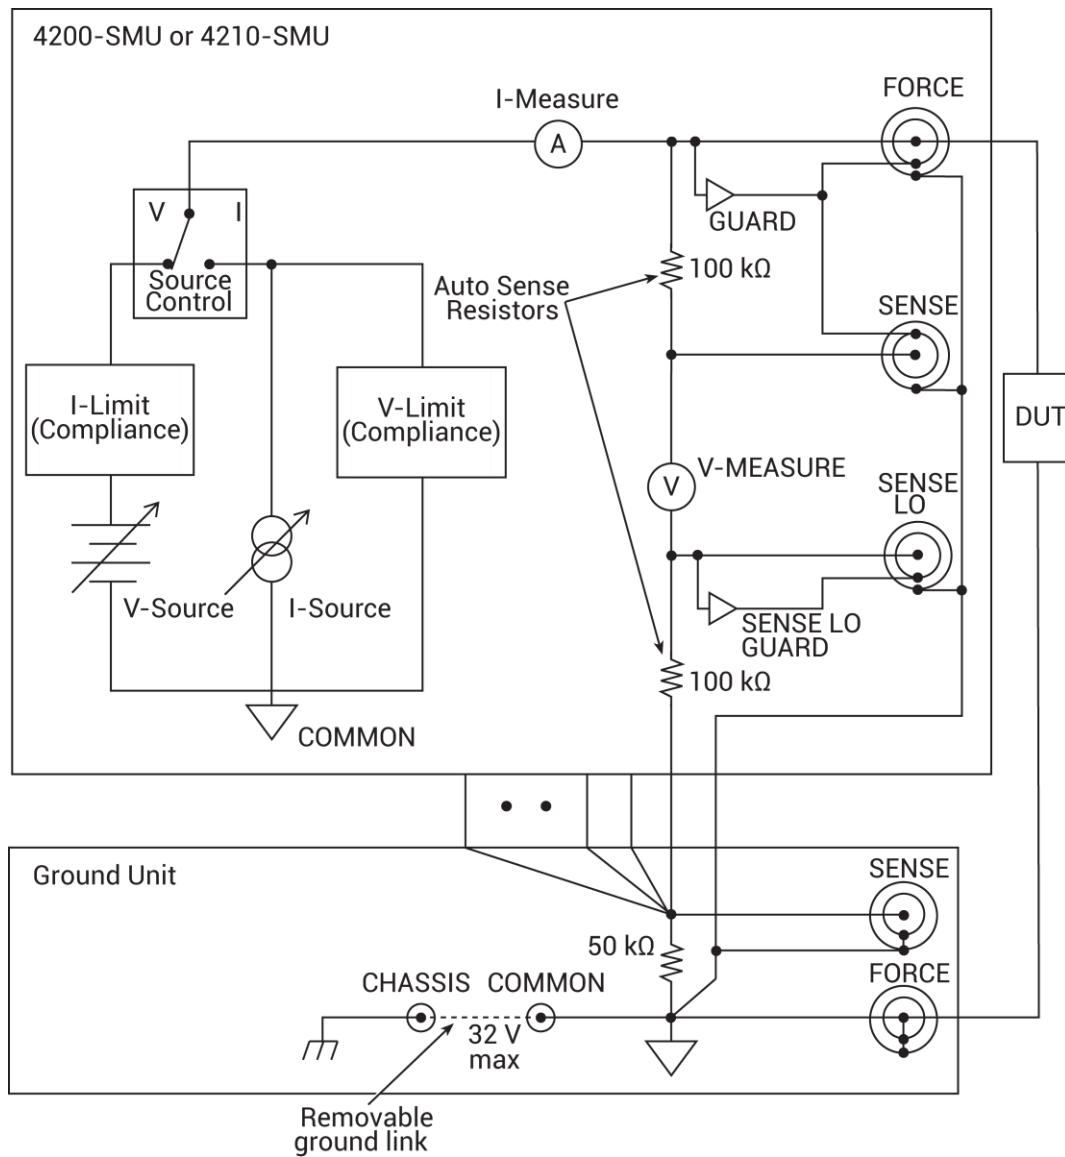 4200-SMU or 4210-SMU
FORCE
I-Measure
A
V
I
GUARD
Source
Control
100 kΩ
Auto Sense
Resistors
SENSE
I-Limit
(Compliance)
V-Limit
(Compliance)
DUT
V
V-MEASURE
SENSE
LO
V-Source
I-Source
SENSE LO
GUARD
100 kΩ
COMMON
Ground Unit
SENSE
50 kΩ
FORCE
CHASSIS
COMMON
32 V
max
Removable
ground link